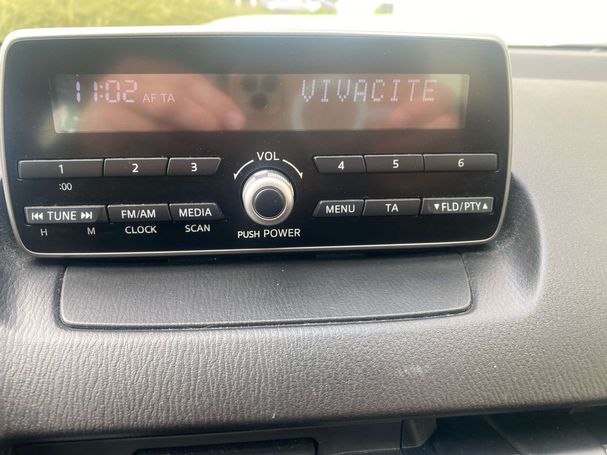 11:02 AF TA VIVACITE
1 2 3 VOL 4 5 6
:00
⏮ TUNE ⏭ FM/AM MEDIA MENU TA ▼FLD/PTY▲
H M CLOCK SCAN PUSH POWER